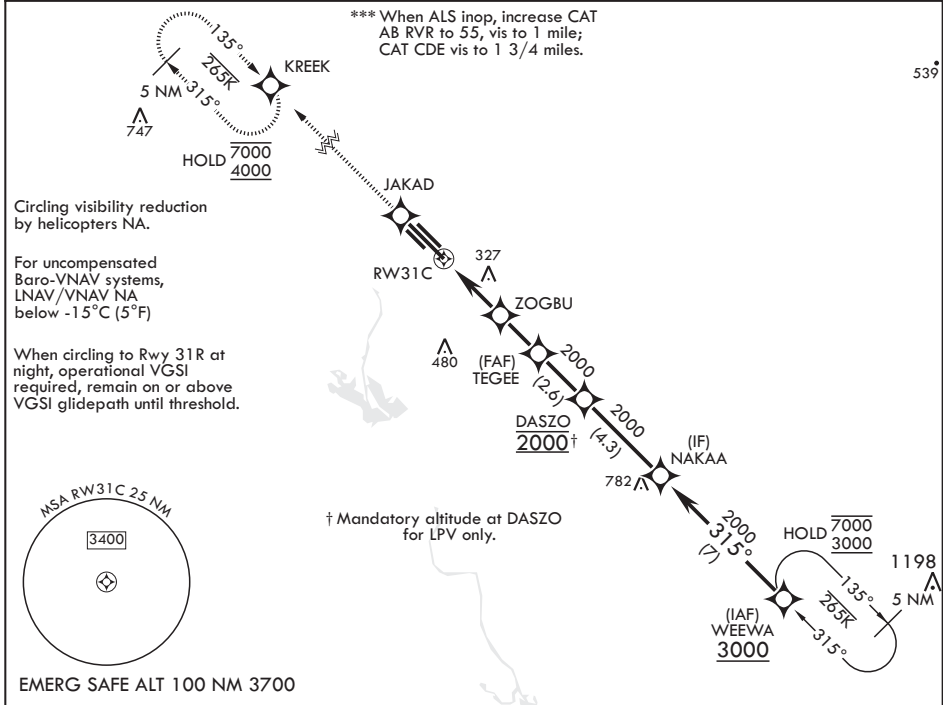 *** When ALS inop, increase CAT
AB RVR to 55, vis to 1 mile;
CAT CDE vis to 1 3/4 miles.
539
135°
265K
315°
KREEK
5 NM
747
HOLD 7000
4000
JAKAD
Circling visibility reduction
by helicopters NA.
RW31C
327
For uncompensated
Baro-VNAV systems,
LNAV/VNAV NA
below -15°C (5°F)
ZOGBU
480
(FAF)
TEGEE
2000
(2.6)
When circling to Rwy 31R at
night, operational VGSI
required, remain on or above
VGSI glidepath until threshold.
DASZO
2000†
2000
(4.3)
(IF)
NAKAA
782
MSA RW31C 25 NM
3400
† Mandatory altitude at DASZO
for LPV only.
2000
315°
(7)
HOLD 7000
3000
1198
135°
265K
315°
5 NM
(IAF)
WEEWA
3000
EMERG SAFE ALT 100 NM 3700